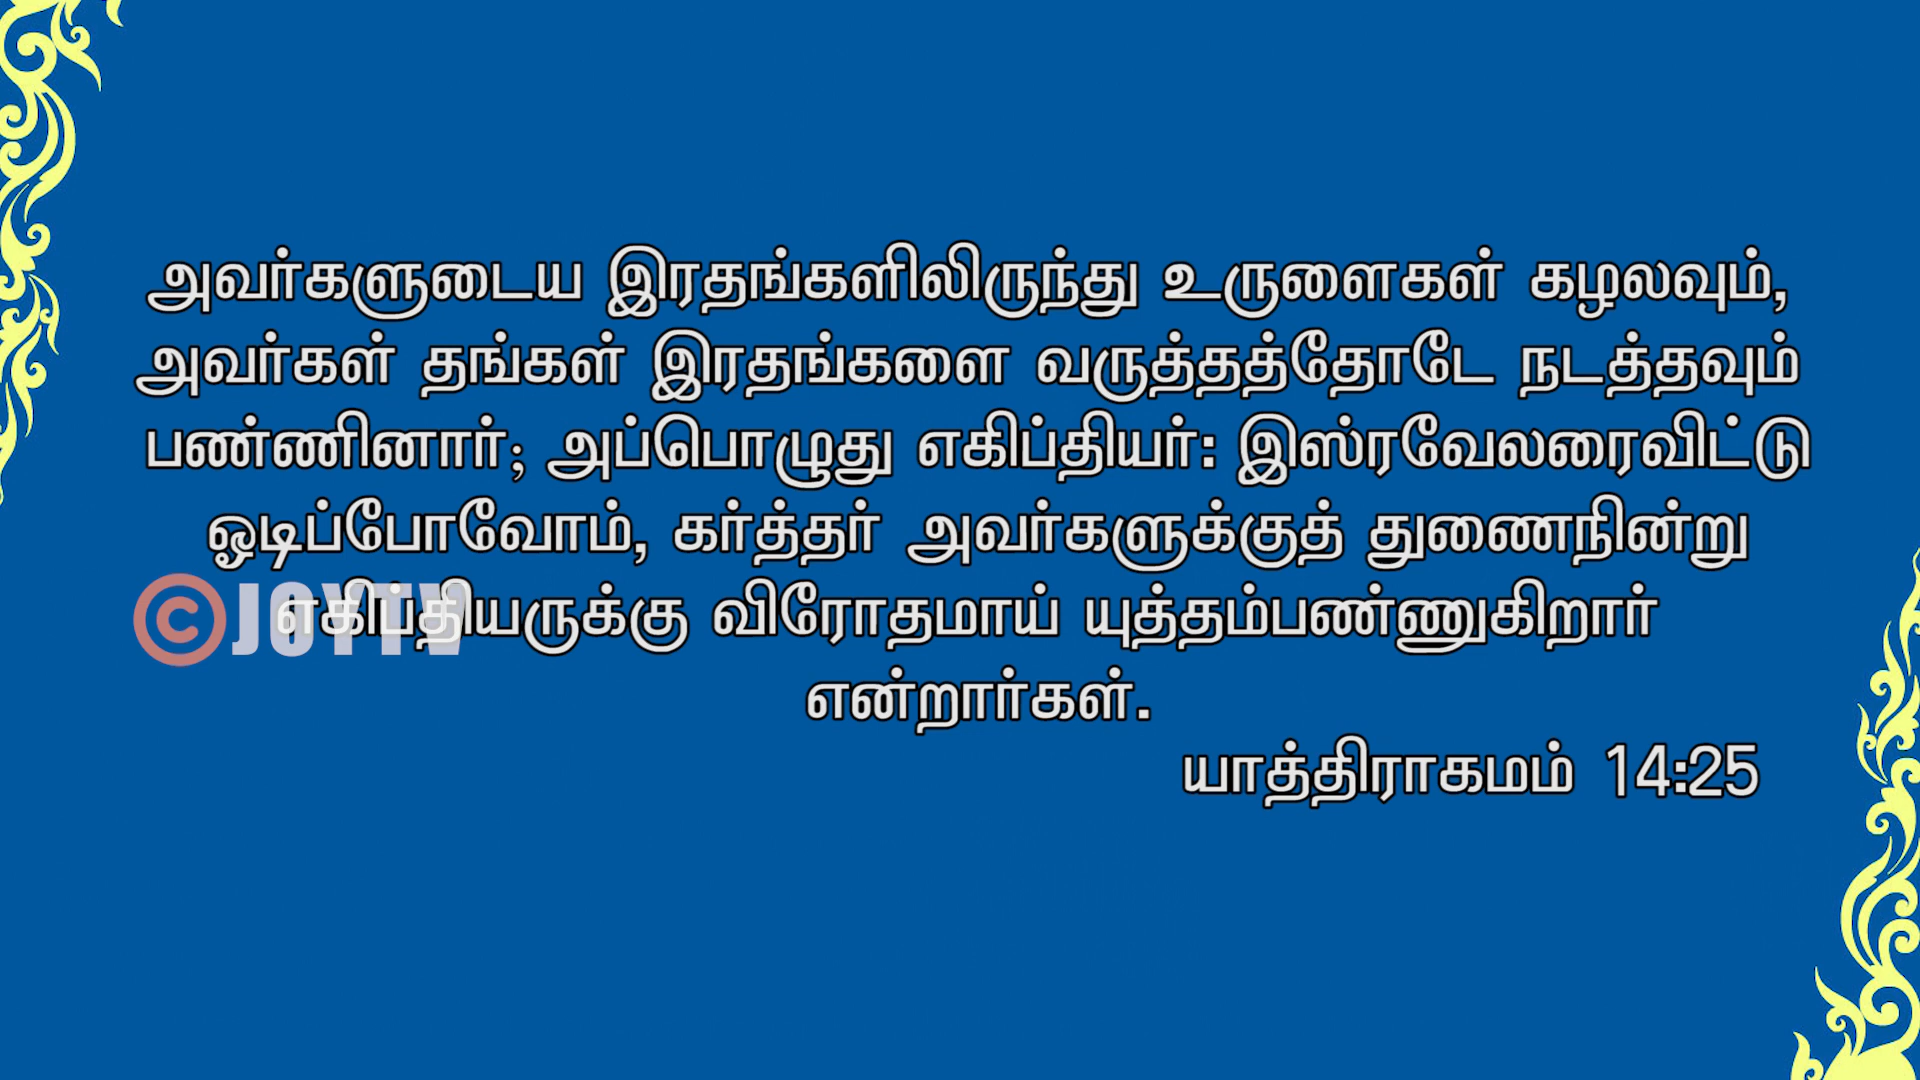 அவர்களுடைய இரதங்களிலிருந்து உருளைகள் கழலவும்,
அவர்கள் தங்கள் இரதங்களை வருத்தத்தோடே நடத்தவும்
பண்ணினார்; அப்பொழுது எகிப்தியர்: இஸ்ரவேலரைவிட்டு
ஓடிப்போவோம், கர்த்தர் அவர்களுக்குத் துணைநின்று
எகிப்தியருக்கு விரோதமாய் யுத்தம்பண்ணுகிறார்
என்றார்கள்.
யாத்திராகமம் 14:25
©JOYTV